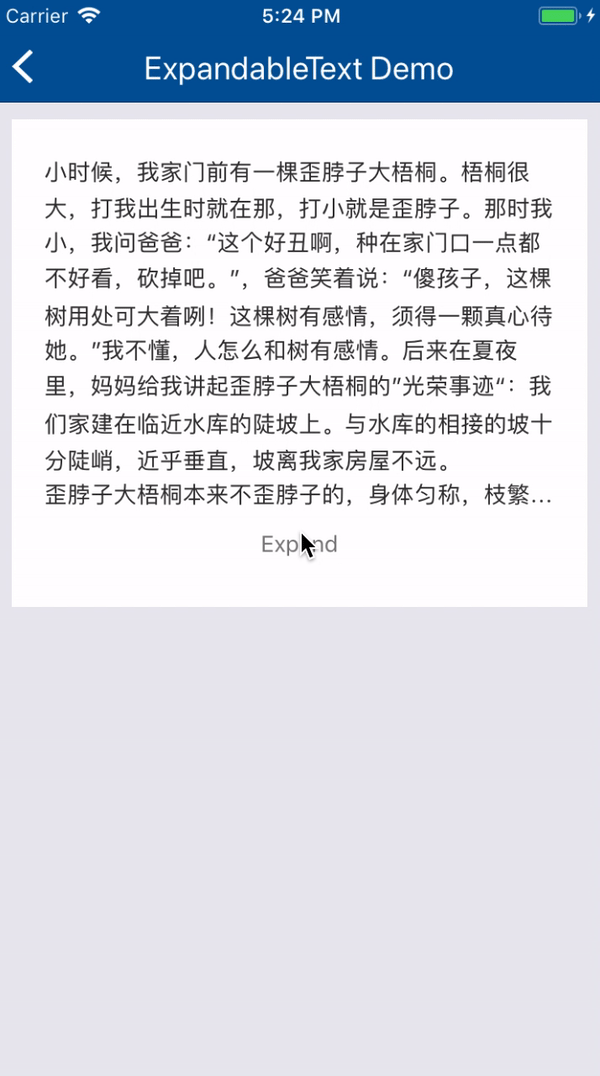 Carrier 5:24 PM
ExpandableText Demo
小时候，我家门前有一棵歪脖子大梧桐。梧桐很
大，打我出生时就在那，打小就是歪脖子。那时我
小，我问爸爸：“这个好丑啊，种在家门口一点都
不好看，砍掉吧。”，爸爸笑着说：“傻孩子，这棵
树用处可大着咧！这棵树有感情，须得一颗真心待
她。”我不懂，人怎么和树有感情。后来在夏夜
里，妈妈给我讲起歪脖子大梧桐的”光荣事迹“：我
们家建在临近水库的陡坡上。与水库的相接的坡十
分陡峭，近乎垂直，坡离我家房屋不远。
歪脖子大梧桐本来不歪脖子的，身体匀称，枝繁...
Expand